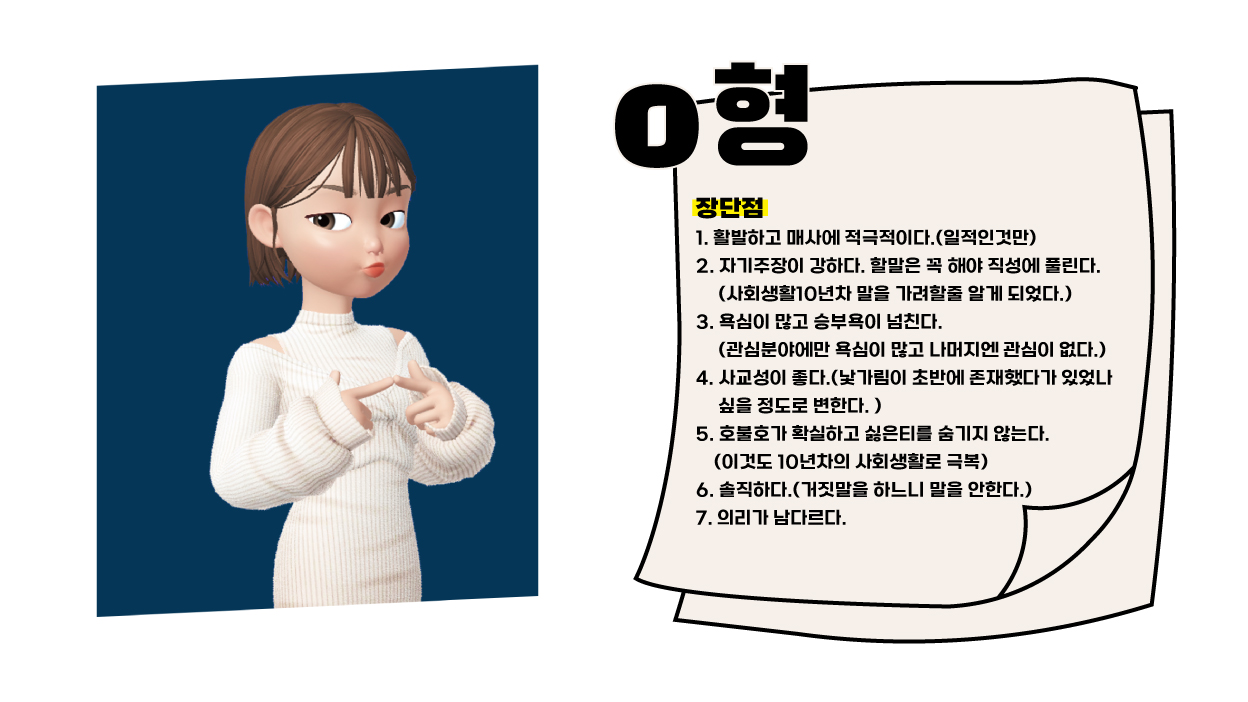 O형
장단점
1. 활발하고 매사에 적극적이다.(일적인것만)
2. 자기주장이 강하다. 할말은 꼭 해야 직성에 풀린다.
(사회생활10년차 말을 가려할줄 알게 되었다.)
3. 욕심이 많고 승부욕이 넘친다.
(관심분야에만 욕심이 많고 나머지엔 관심이 없다.)
4. 사교성이 좋다.(낯가림이 초반에 존재했다가 있었나
싶을 정도로 변한다. )
5. 호불호가 확실하고 싫은티를 숨기지 않는다.
(이것도 10년차의 사회생활로 극복)
6. 솔직하다.(거짓말을 하느니 말을 안한다.)
7. 의리가 남다르다.